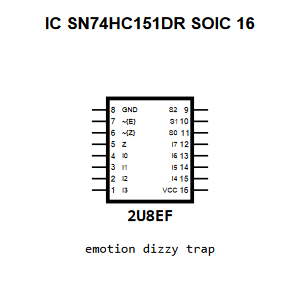 IC SN74HC151DR SOIC 16
8 GND S2 9
7 ~{E} S1 10
6 ~{Z} S0 11
5 Z I7 12
4 I0 I6 13
3 I1 I5 14
2 I2 I4 15
1 I3 VCC 16
2U8EF
emotion dizzy trap